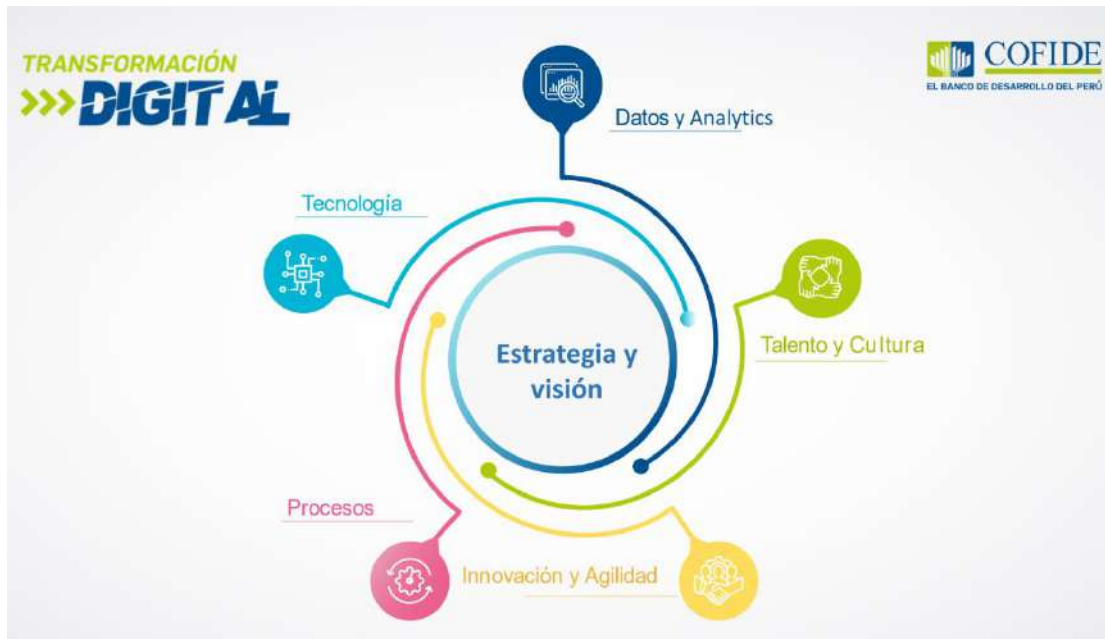 TRANSFORMACIÓN
>>> DIGITAL
COFIDE
EL BANCO DE DESARROLLO DEL PERÚ
Datos y Analytics
Tecnología
Talento y Cultura
Estrategia y
visión
Procesos
Innovación y Agilidad